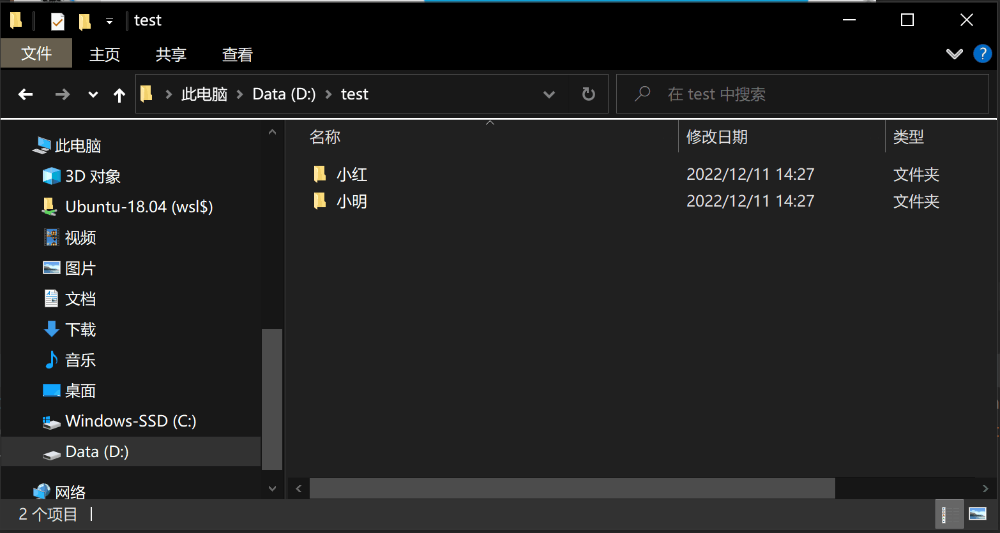 test
文件 主页 共享 查看 ?
此电脑 Data (D:) test 在 test 中搜索
名称 修改日期 类型
此电脑
3D 对象
Ubuntu-18.04 (wsl$)
视频
图片
文档
下载
音乐
桌面
Windows-SSD (C:)
Data (D:)
网络
小红 2022/12/11 14:27 文件夹
小明 2022/12/11 14:27 文件夹
2 个项目